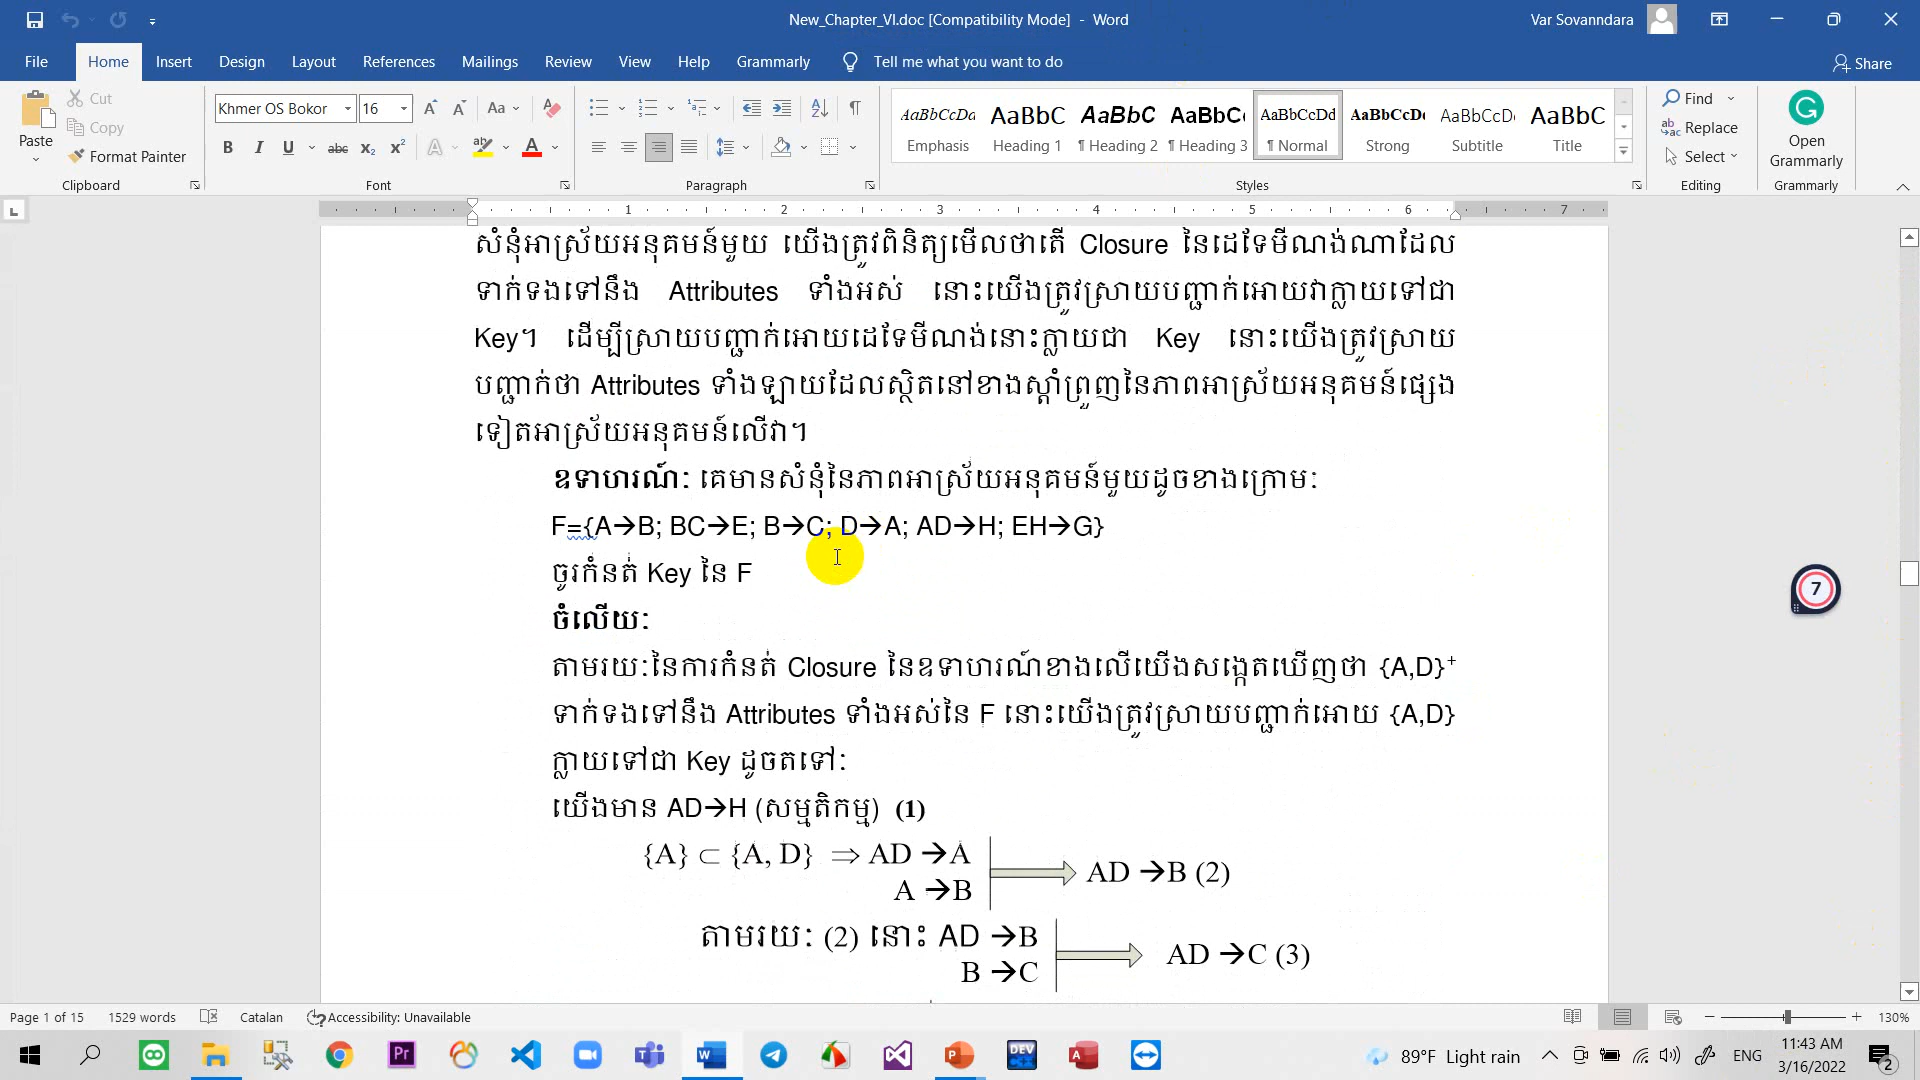 New_Chapter_VI.doc [Compatibility Mode] - Word
Var Sovanndara
File Home Insert Design Layout References Mailings Review View Help Grammarly Tell me what you want to do Share
Paste Cut Copy Format Painter Clipboard
Khmer OS Bokor 16 Font
Paragraph
AaBbCcDd AaBbC AaBbC AaBbC AaBbCcDd AaBbCcDd AaBbCcDd AaBbC
Emphasis Heading 1 ¶ Heading 2 ¶ Heading 3 ¶ Normal Strong Subtitle Title
Styles
Find Replace Select Editing
Open Grammarly Grammarly
1 2 3 4 5 6 7
សំនុំអាស្រ័យអនុគមន៍មួយ យើងត្រូវពិនិត្យមើលថាតើ Closure នៃដេទែមីណង់ណាដែល
ទាក់ទងទៅនឹង Attributes ទាំងអស់ នោះយើងត្រូវស្រាយបញ្ជាក់អោយវាក្លាយទៅជា
Key។ ដើម្បីស្រាយបញ្ជាក់អោយដេទែមីណង់នោះក្លាយជា Key នោះយើងត្រូវស្រាយ
បញ្ជាក់ថា Attributes ទាំងឡាយដែលស្ថិតនៅខាងស្តាំព្រួញនៃភាពអាស្រ័យអនុគមន៍ផ្សេង
ទៀតអាស្រ័យអនុគមន៍លើវា។
ឧទាហរណ៍ៈ គេមានសំនុំនៃភាពអាស្រ័យអនុគមន៍មួយដូចខាងក្រោមៈ
F={A→B; BC→E; B→C; D→A; AD→H; EH→G}
ចូរកំនត់ Key នៃ F
ចំលើយៈ
តាមរយៈនៃការកំនត់ Closure នៃឧទាហរណ៍ខាងលើយើងសង្កេតឃើញថា {A,D}⁺
ទាក់ទងទៅនឹង Attributes ទាំងអស់នៃ F នោះយើងត្រូវស្រាយបញ្ជាក់អោយ {A,D}
ក្លាយទៅជា Key ដូចតទៅៈ
យើងមាន AD→H (សម្មតិកម្ម) (1)
{A} ⊂ {A, D} ⇒ AD →A
A →B
AD →B (2)
តាមរយៈ (2) នោះ AD →B
B →C
AD →C (3)
7
Page 1 of 15 1529 words Catalan Accessibility: Unavailable 130%
89°F Light rain ENG 11:43 AM
3/16/2022
2